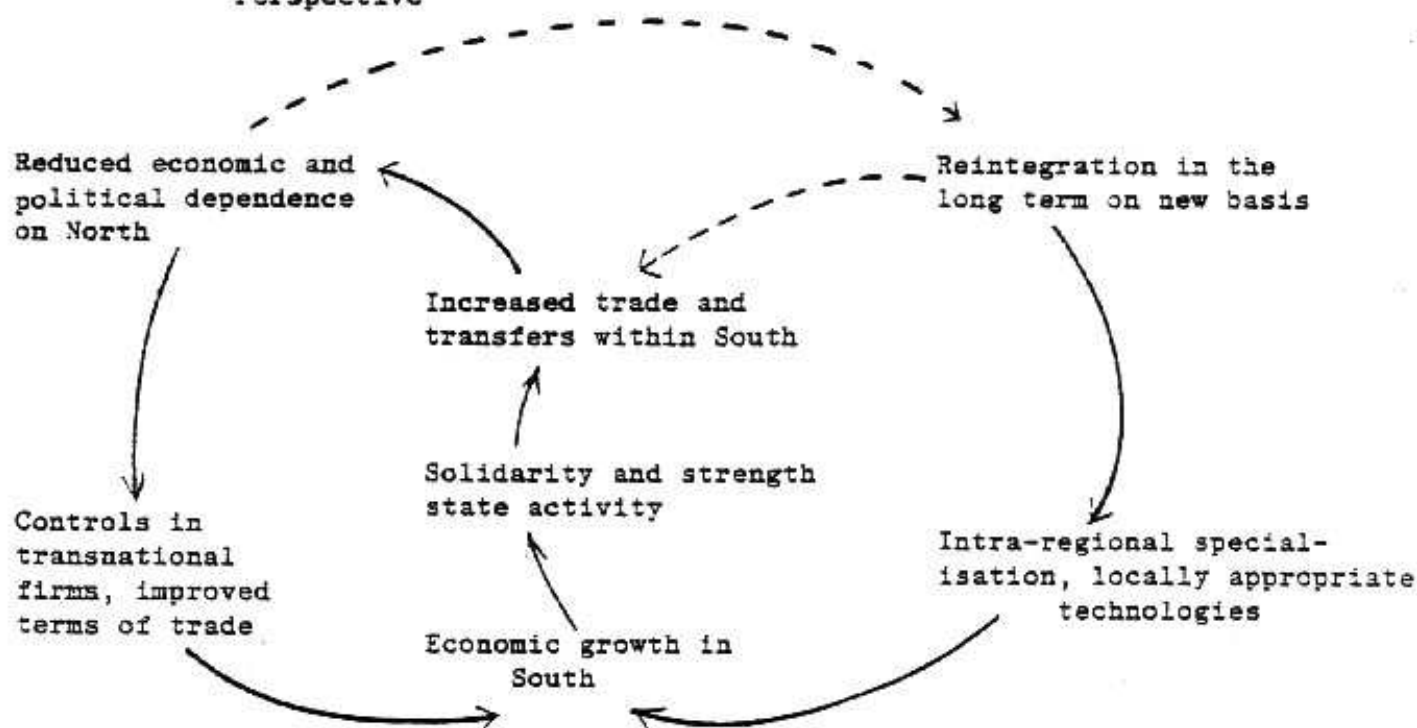 Perspective
Reduced economic and
political dependence
on North
Reintegration in the
long term on new basis
Increased trade and
transfers within South
Solidarity and strength
state activity
Controls in
transnational
firms, improved
terms of trade
Intra-regional special-
isation, locally appropriate
technologies
Economic growth in
South